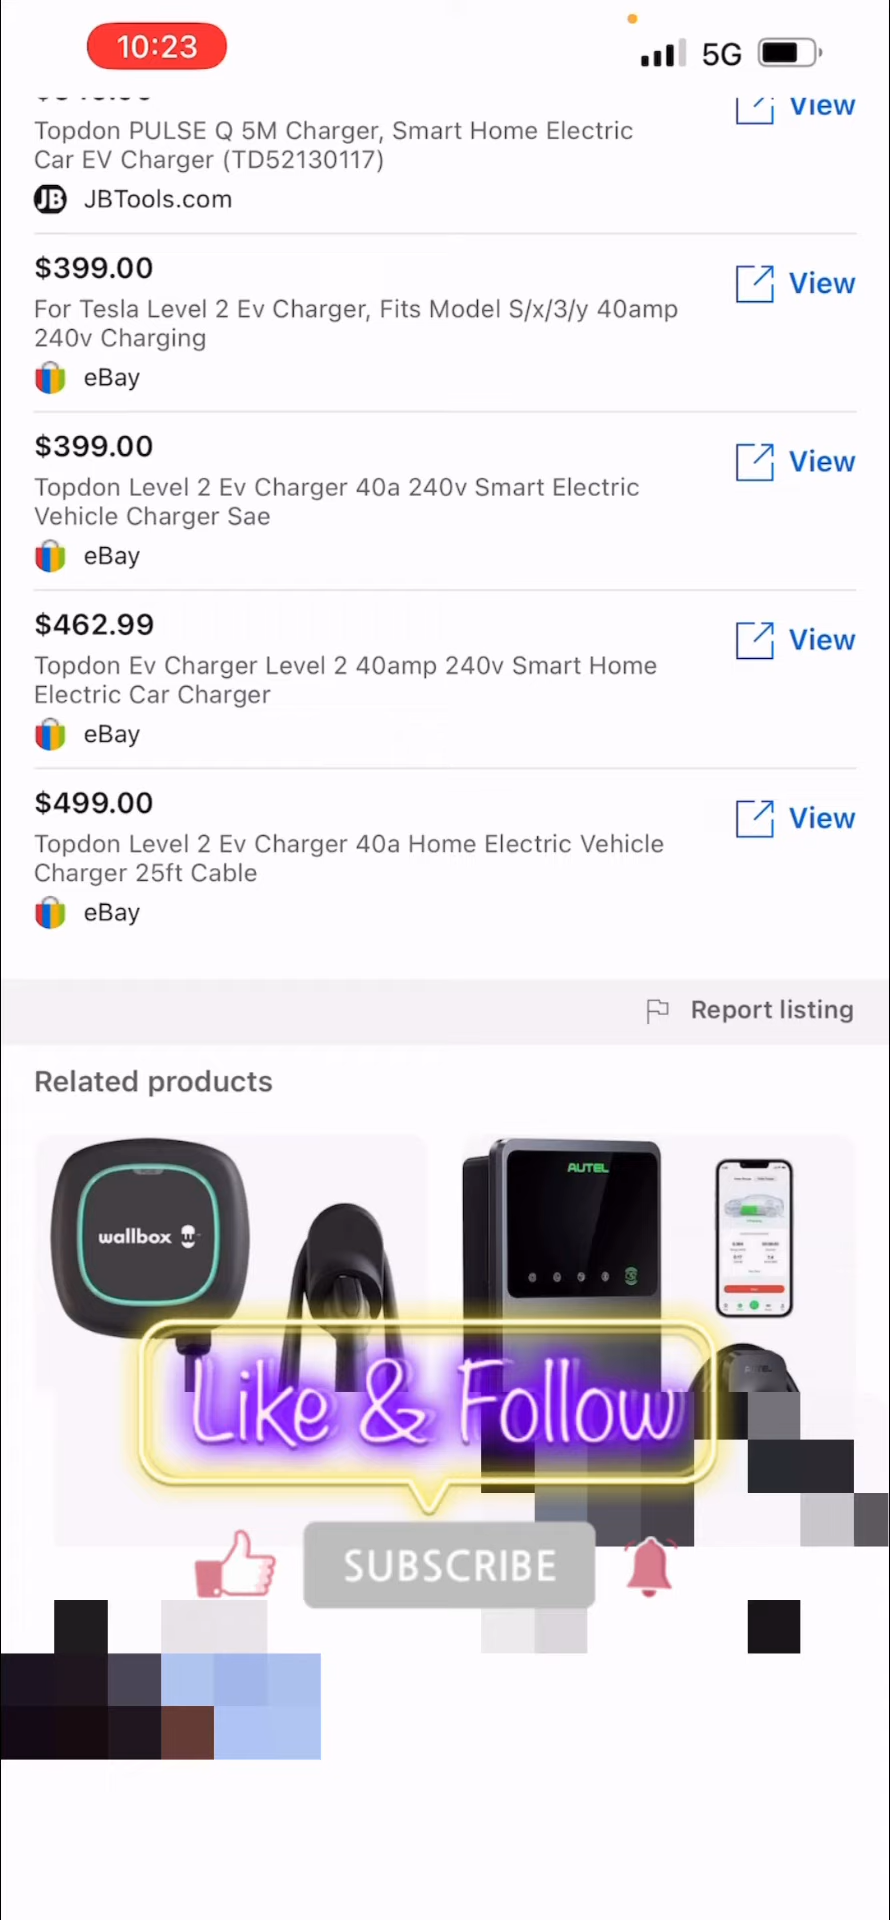 10:23
5G
View
Topdon PULSE Q 5M Charger, Smart Home Electric
Car EV Charger (TD52130117)
JB JBTools.com
$399.00
View
For Tesla Level 2 Ev Charger, Fits Model S/x/3/y 40amp
240v Charging
eBay
$399.00
View
Topdon Level 2 Ev Charger 40a 240v Smart Electric
Vehicle Charger Sae
eBay
$462.99
View
Topdon Ev Charger Level 2 40amp 240v Smart Home
Electric Car Charger
eBay
$499.00
View
Topdon Level 2 Ev Charger 40a Home Electric Vehicle
Charger 25ft Cable
eBay
Report listing
Related products
AUTEL
wallbox
AUTEL
Like & Follow
SUBSCRIBE